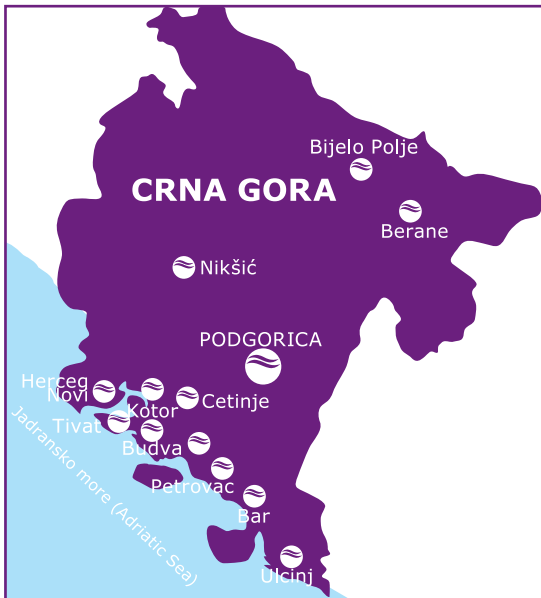 Bijelo Polje
CRNA GORA
Berane
Nikšić
PODGORICA
Herceg
Novi
Kotor
Cetinje
Tivat
Budva
Petrovac
Bar
Ulcinj
Jadransko more (Adriatic Sea)